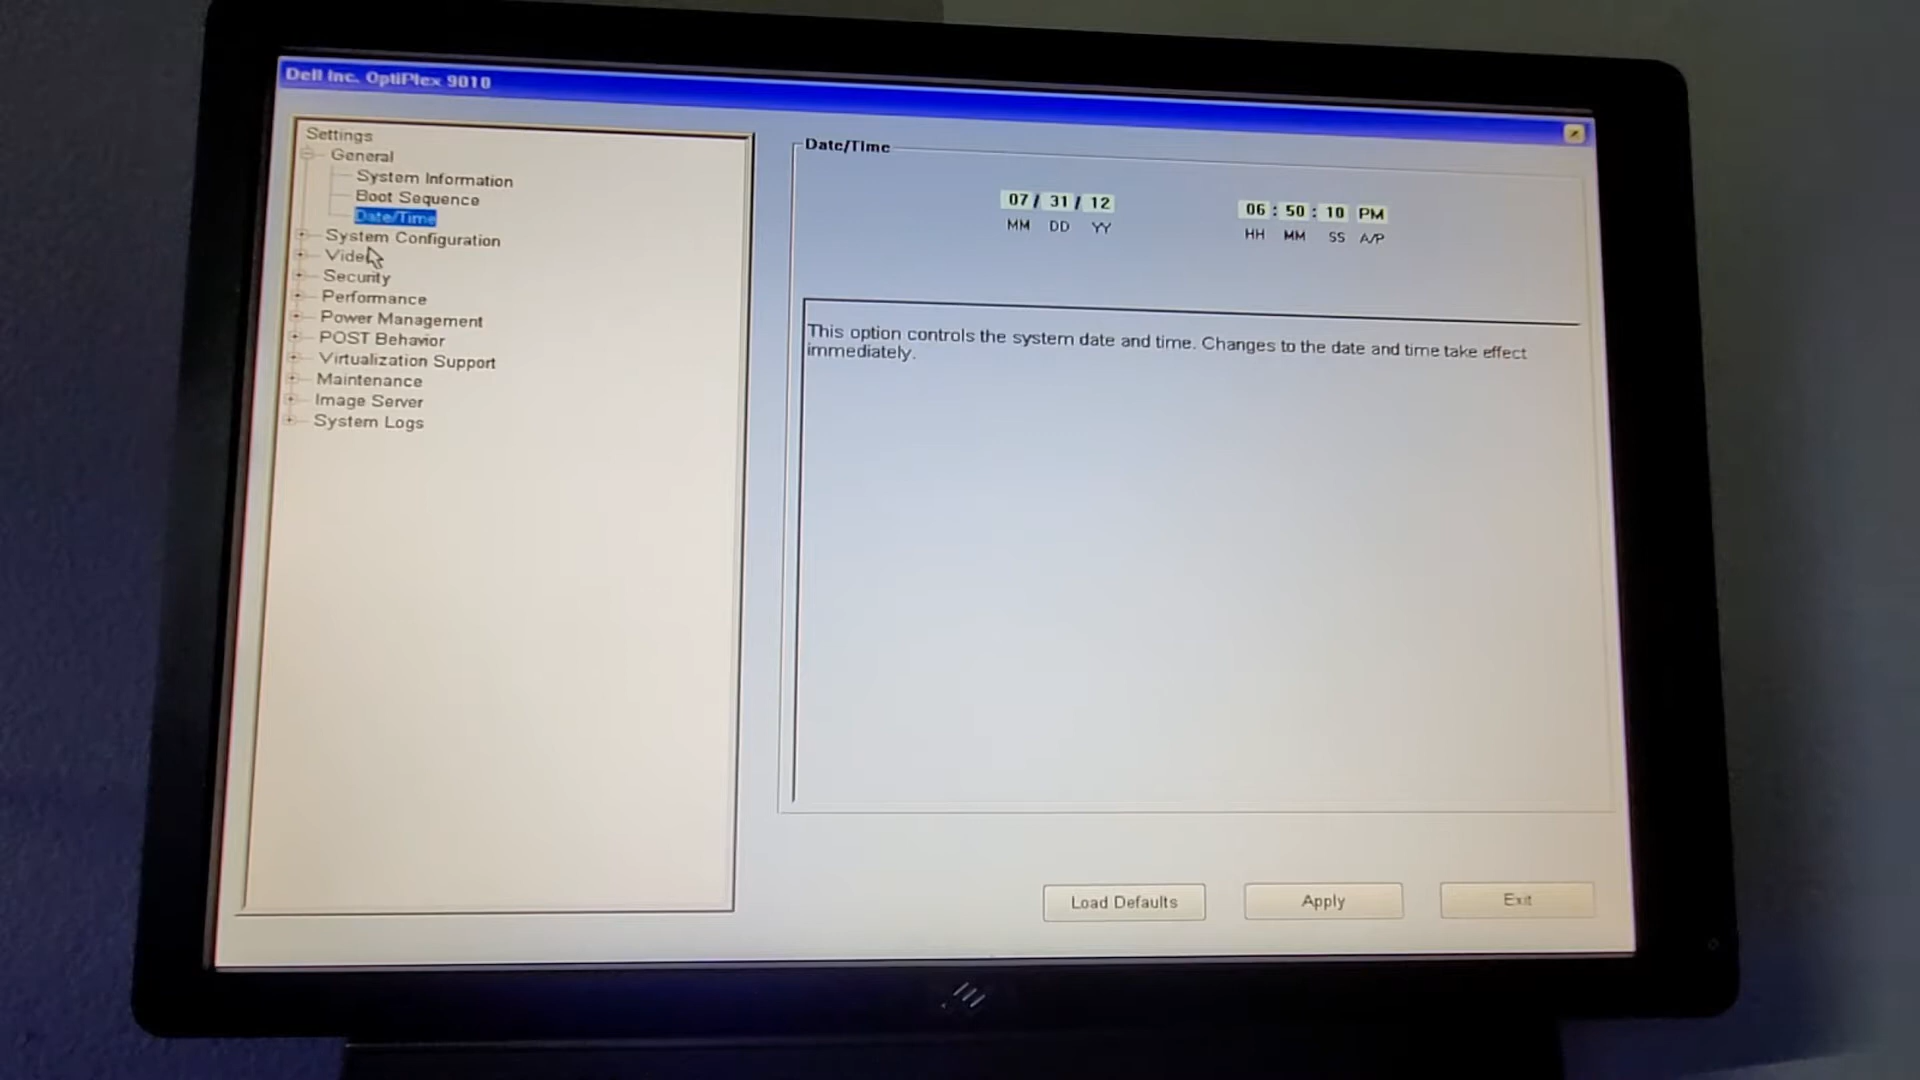 Dell Inc. OptiPlex 9010
Settings
General
System Information
Boot Sequence
Date/Time
System Configuration
Video
Security
Performance
Power Management
POST Behavior
Virtualization Support
Maintenance
Image Server
System Logs
Date/Time
07 / 31 / 12
MM DD YY
06 : 50 : 10 PM
HH MM SS A/P
This option controls the system date and time. Changes to the date and time take effect
immediately.
Load Defaults
Apply
Exit